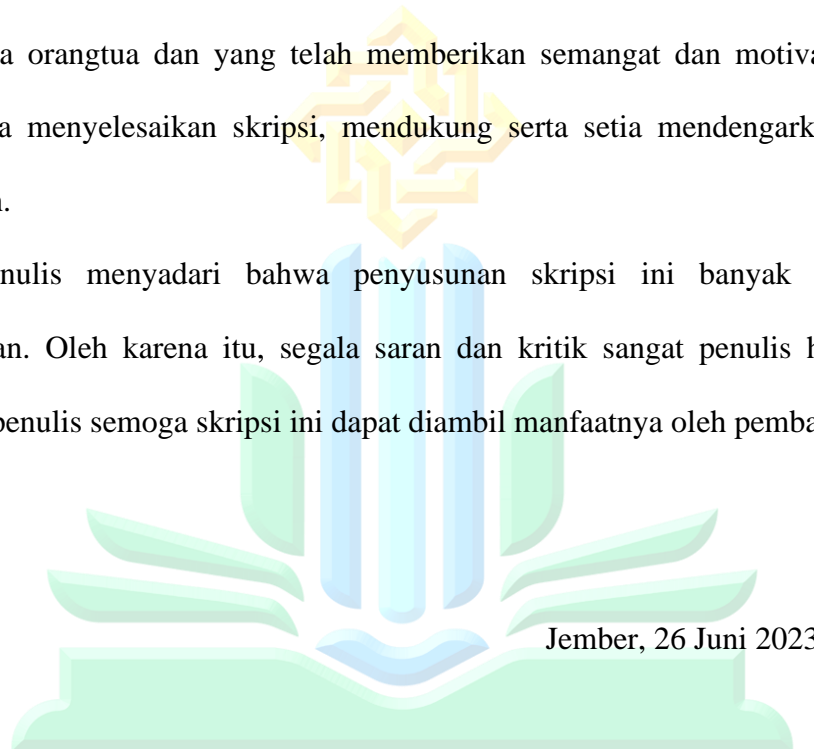 a orangtua dan yang telah memberikan semangat dan motiva
a menyelesaikan skripsi, mendukung serta setia mendengark
n.
nulis menyadari bahwa penyusunan skripsi ini banyak
an. Oleh karena itu, segala saran dan kritik sangat penulis h
penulis semoga skripsi ini dapat diambil manfaatnya oleh pemba
Jember, 26 Juni 2023